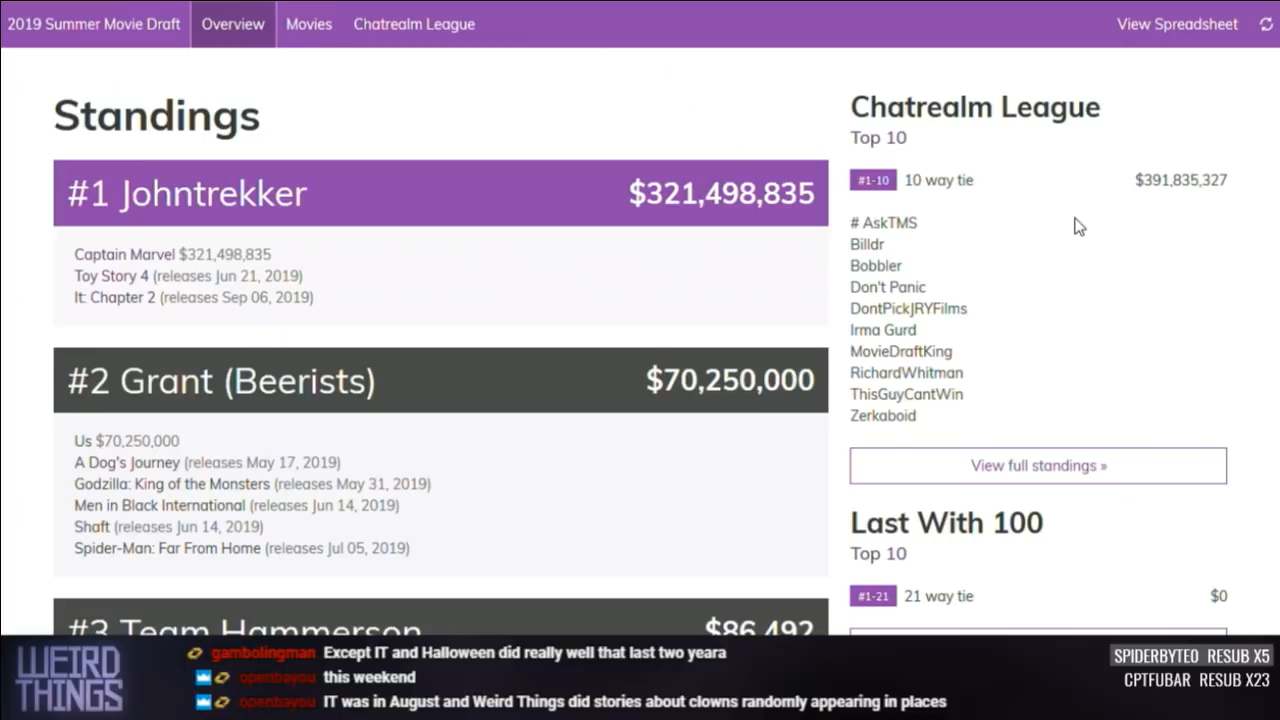 2019 Summer Movie Draft
Overview
Movies
Chatrealm League
View Spreadsheet
Standings
#1 Johntrekker $321,498,835
Captain Marvel $321,498,835
Toy Story 4 (releases Jun 21, 2019)
It: Chapter 2 (releases Sep 06, 2019)
#2 Grant (Beerists) $70,250,000
Us $70,250,000
A Dog's Journey (releases May 17, 2019)
Godzilla: King of the Monsters (releases May 31, 2019)
Men in Black International (releases Jun 14, 2019)
Shaft (releases Jun 14, 2019)
Spider-Man: Far From Home (releases Jul 05, 2019)
#3 Team Hammerson $86,492
Chatrealm League
Top 10
#1-10 10 way tie $391,835,327
# AskTMS
Billdr
Bobbler
Don't Panic
DontPickJRYFilms
Irma Gurd
MovieDraftKing
RichardWhitman
ThisGuyCantWin
Zerkaboid
View full standings »
Last With 100
Top 10
#1-21 21 way tie $0
WEIRD
THINGS
gambolingman Except IT and Halloween did really well that last two yeara
openbayou this weekend
openbayou IT was in August and Weird Things did stories about clowns randomly appearing in places
SPIDERBYTE0 RESUB X5
CPTFUBAR RESUB X23